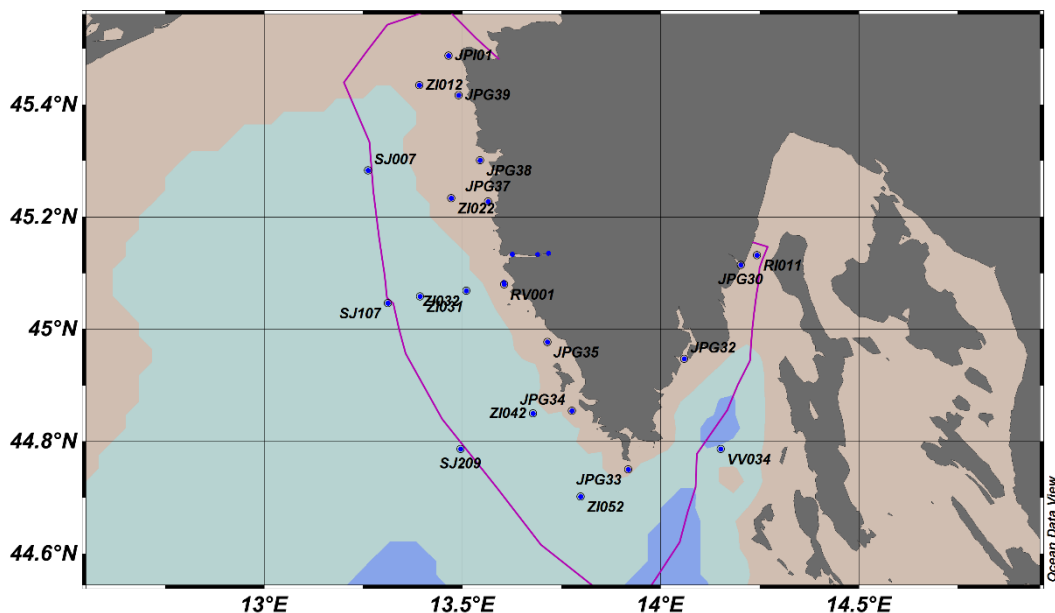 JPI01
45.4°N
ZI012
JPG39
SJ007
JPG38
JPG37
45.2°N
ZI022
JPG30
RI011
ZI032
RV001
SJ107
ZI031
45°N
JPG35
JPG32
JPG34
ZI042
44.8°N
SJ209
VV034
JPG33
ZI052
44.6°N
13°E
13.5°E
14°E
14.5°E
Ocean Data View